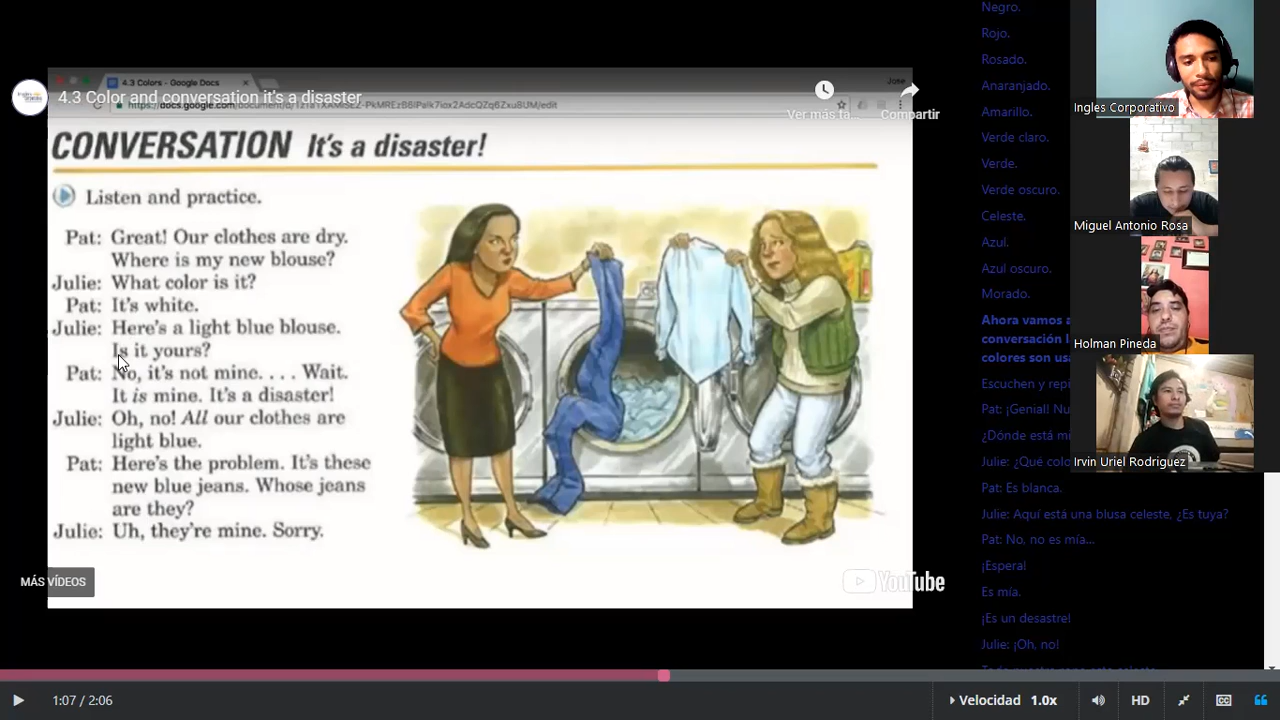 4.3 Colors - Google Docs
Jose
4.3 Color and conversation it's a disaster
Ver más ta...
Compartir
CONVERSATION It's a disaster!
Listen and practice.
Pat: Great! Our clothes are dry.
Where is my new blouse?
Julie: What color is it?
Pat: It's white.
Julie: Here's a light blue blouse.
Is it yours?
Pat: No, it's not mine. . . . Wait.
It is mine. It's a disaster!
Julie: Oh, no! All our clothes are
light blue.
Pat: Here's the problem. It's these
new blue jeans. Whose jeans
are they?
Julie: Uh, they're mine. Sorry.
MÁS VÍDEOS
YouTube
1:07 / 2:06
Velocidad 1.0x
HD
Negro.
Rojo.
Rosado.
Anaranjado.
Amarillo.
Verde claro.
Verde.
Verde oscuro.
Celeste.
Azul.
Azul oscuro.
Morado.
Ahora vamos a
conversación l
colores son usa
Escuchen y repi
Pat: ¡Genial! Nu
¿Dónde está m
Julie: ¿Qué colo
Pat: Es blanca.
Julie: Aquí está una blusa celeste, ¿Es tuya?
Pat: No, no es mía...
¡Espera!
Es mía.
¡Es un desastre!
Julie: ¡Oh, no!
Ingles Corporativo
Miguel Antonio Rosa
Holman Pineda
Irvin Uriel Rodriguez